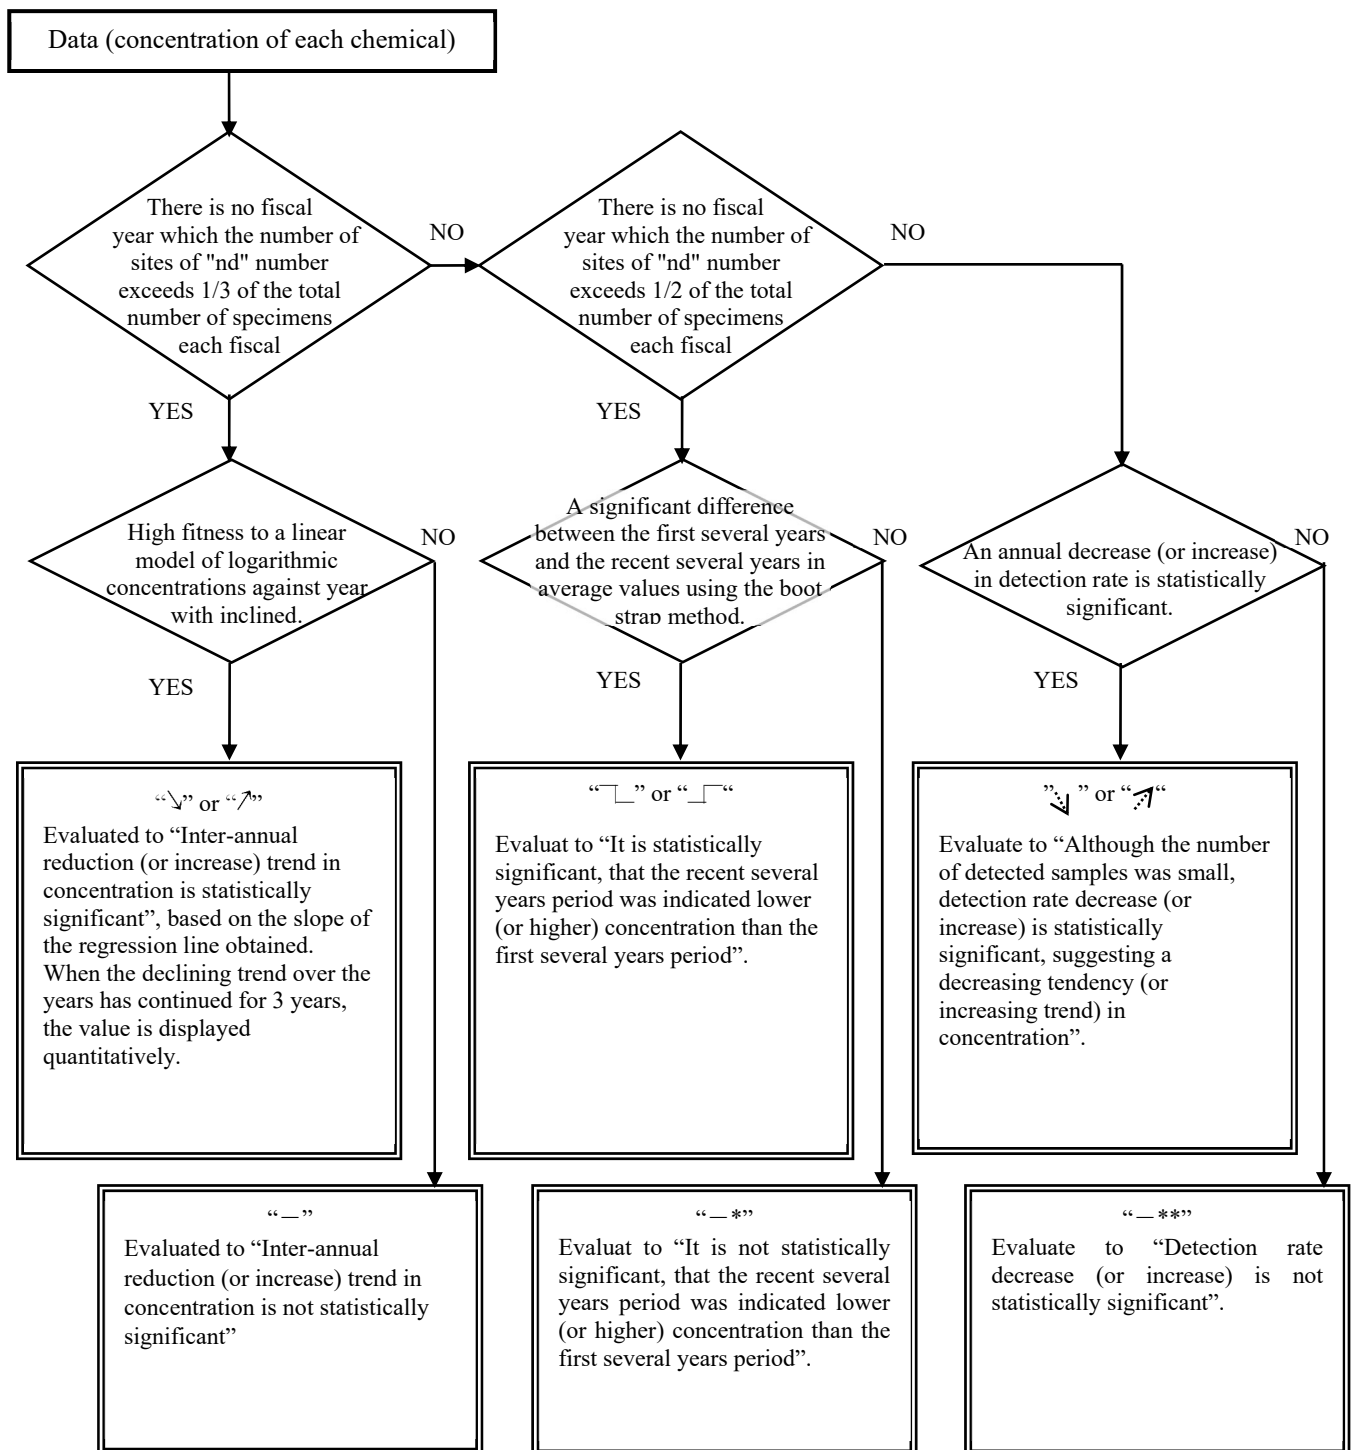 Data (concentration of each chemical)
There is no fiscal
year which the number of
sites of "nd" number
exceeds 1/3 of the total
number of specimens
each fiscal
NO
There is no fiscal
year which the number of
sites of "nd" number
exceeds 1/2 of the total
number of specimens
each fiscal
NO
YES
YES
High fitness to a linear
model of logarithmic
concentrations against year
with inclined.
NO
A significant difference
between the first several years
and the recent several years in
average values using the boot
strap method.
NO
An annual decrease (or increase)
in detection rate is statistically
significant.
NO
YES
YES
YES
“↘” or “↗”
Evaluated to “Inter-annual
reduction (or increase) trend in
concentration is statistically
significant”, based on the slope of
the regression line obtained.
When the declining trend over the
years has continued for 3 years,
the value is displayed
quantitatively.
“￢_” or “_┌“
Evaluat to “It is statistically
significant, that the recent several
years period was indicated lower
(or higher) concentration than the
first several years period”.
”⇘ ” or “⇗“
Evaluate to “Although the number
of detected samples was small,
detection rate decrease (or
increase) is statistically
significant, suggesting a
decreasing tendency (or
increasing trend) in
concentration”.
“－”
Evaluated to “Inter-annual
reduction (or increase) trend in
concentration is not statistically
significant”
“－*”
Evaluat to “It is not statistically
significant, that the recent several
years period was indicated lower
(or higher) concentration than the
first several years period”.
“－**”
Evaluate to “Detection rate
decrease (or increase) is not
statistically significant”.